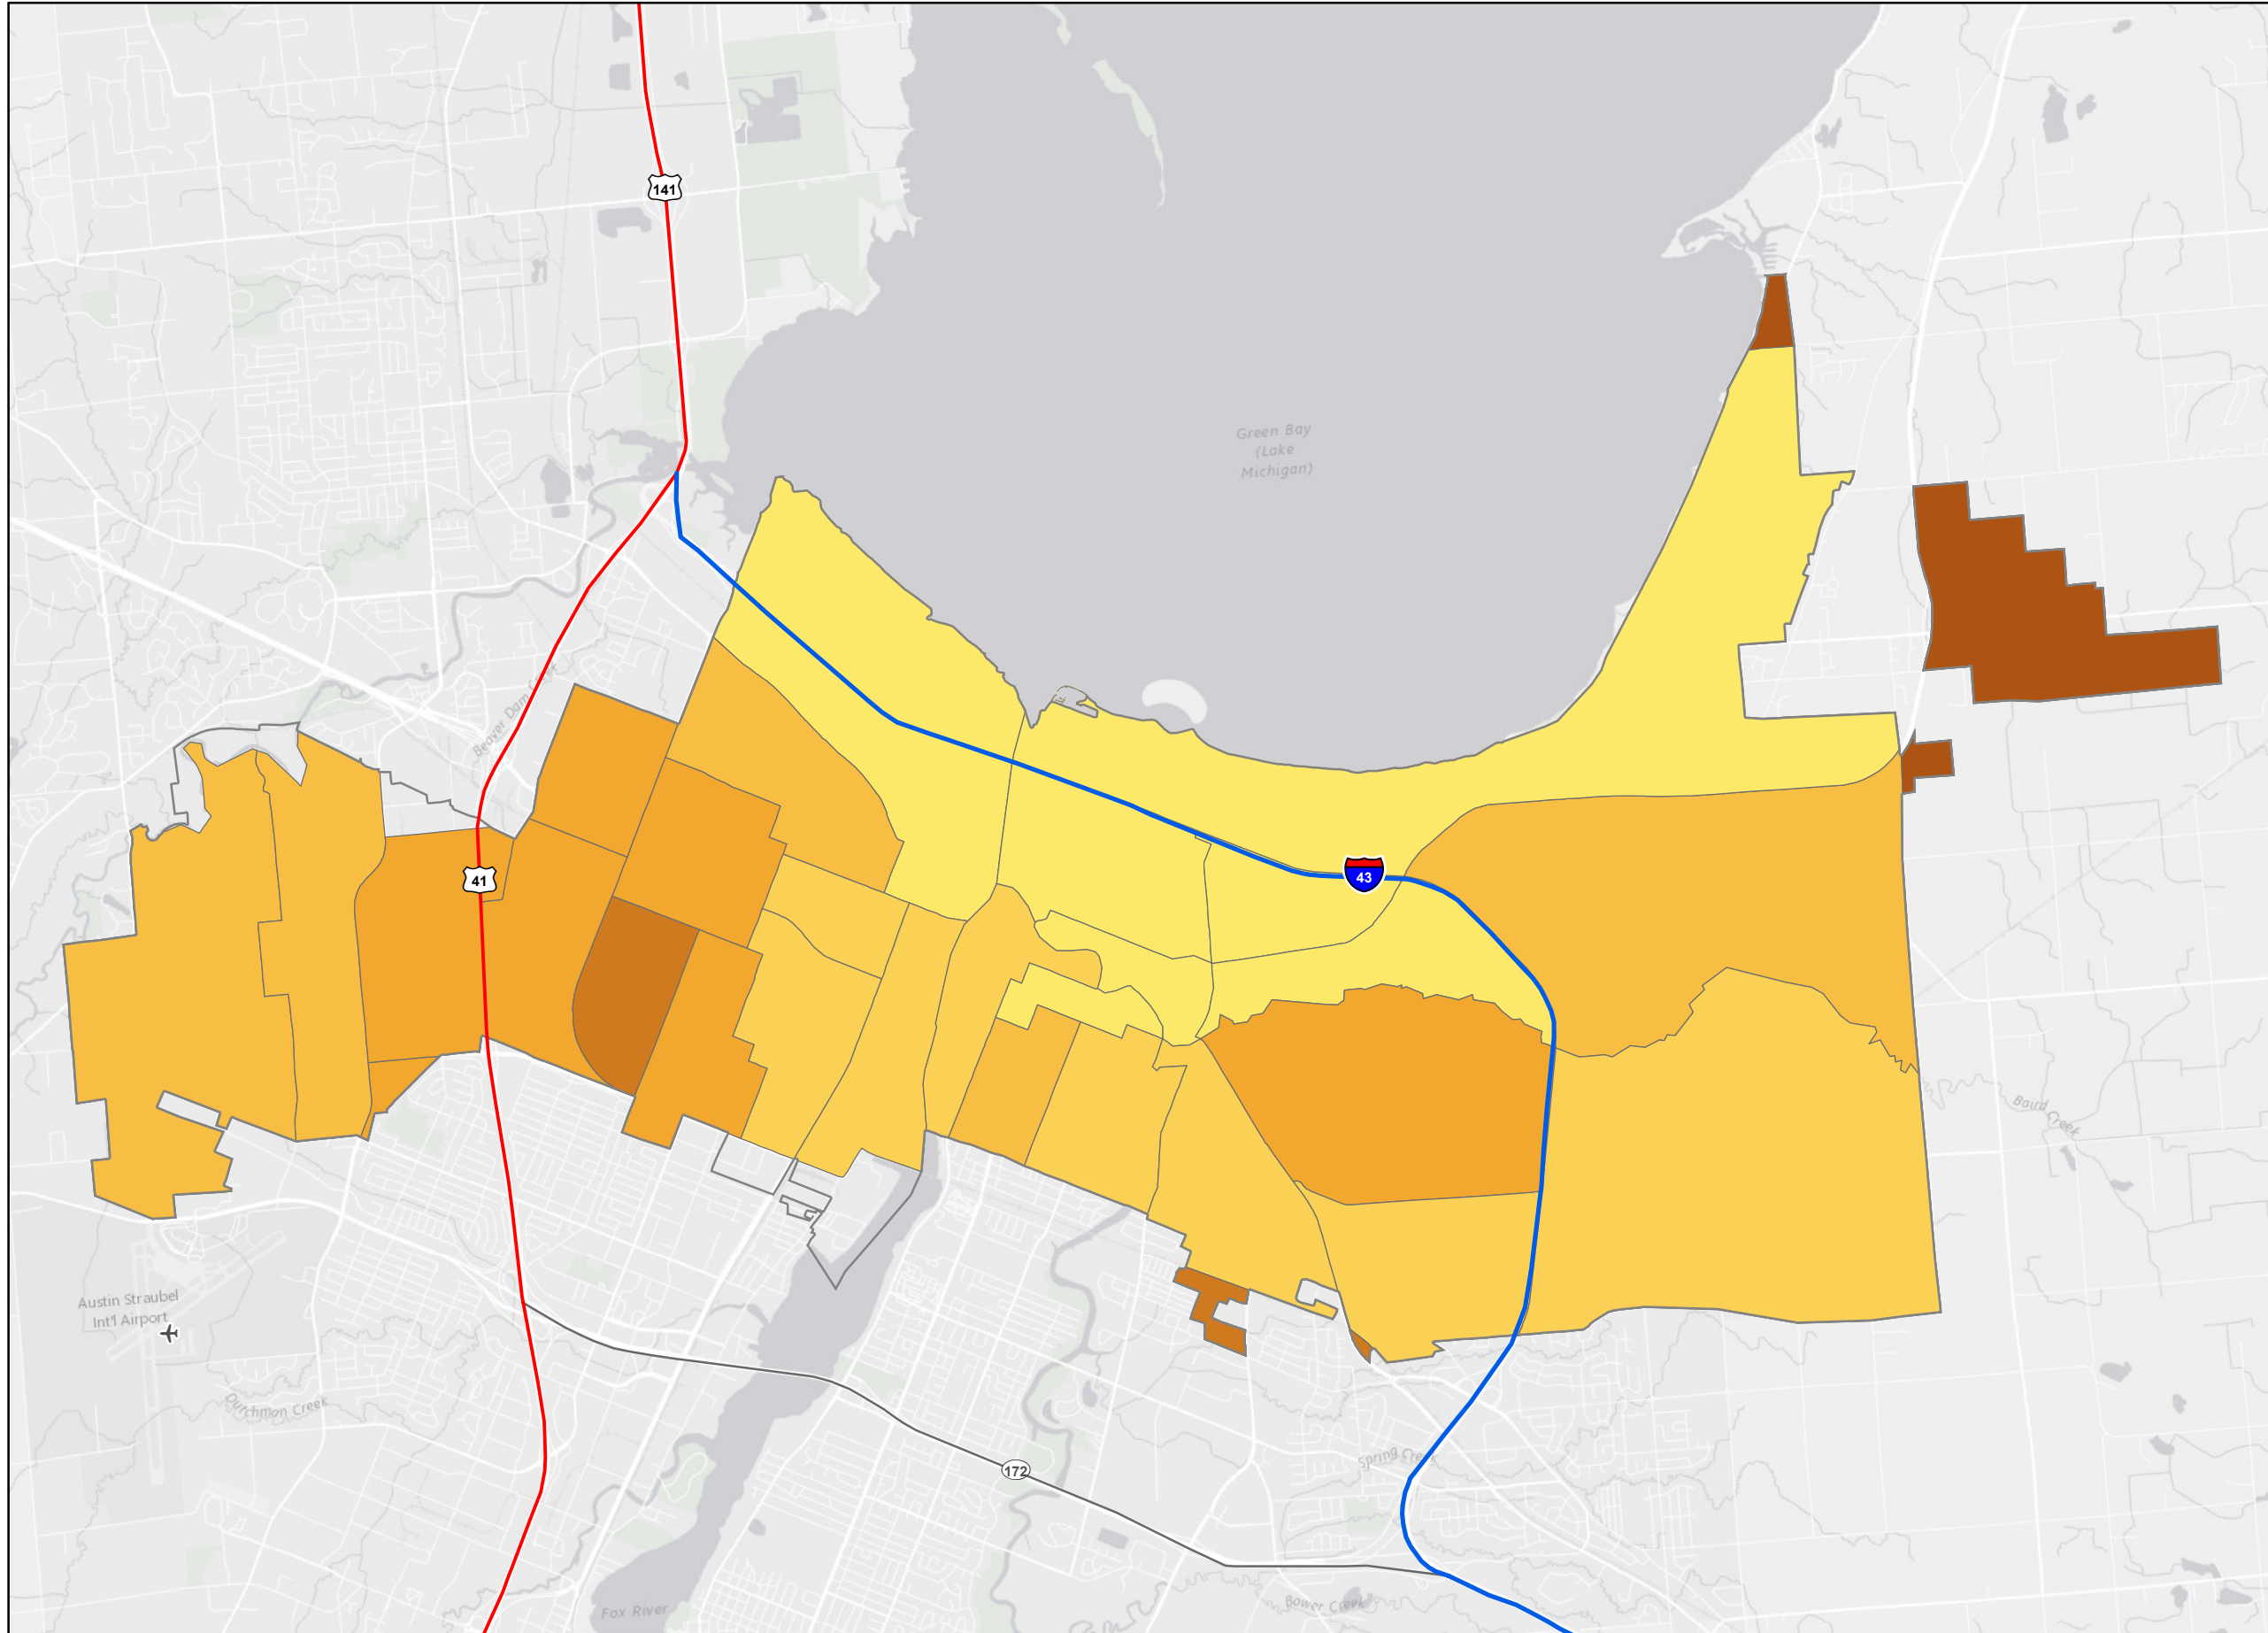 141
Green Bay
(Lake
Michigan)
Beaver Dam Creek
41
43
Baird Creek
Austin Straubel
Int'l Airport
Dutchman Creek
172
Spring Creek
Fox River
Bower Creek